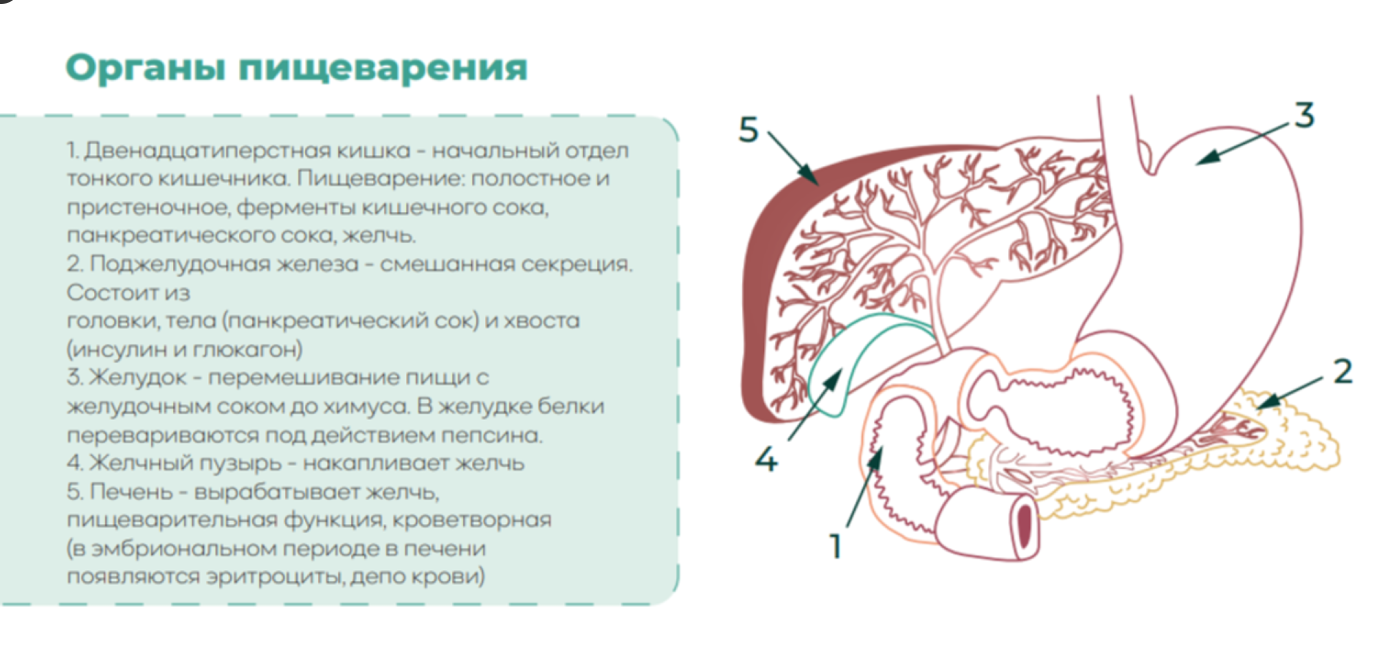 Органы пищеварения
1. Двенадцатиперстная кишка - начальный отдел
тонкого кишечника. Пищеварение: полостное и
пристеночное, ферменты кишечного сока,
панкреатического сока, желчь.
2. Поджелудочная железа - смешанная секреция.
Состоит из
головки, тела (панкреатический сок) и хвоста
(инсулин и глюкагон)
3. Желудок - перемешивание пищи с
желудочным соком до химуса. В желудке белки
перевариваются под действием пепсина.
4. Желчный пузырь - накапливает желчь
5. Печень - вырабатывает желчь,
пищеварительная функция, кроветворная
(в эмбриональном периоде в печени
появляются эритроциты, депо крови)
5
3
2
4
1